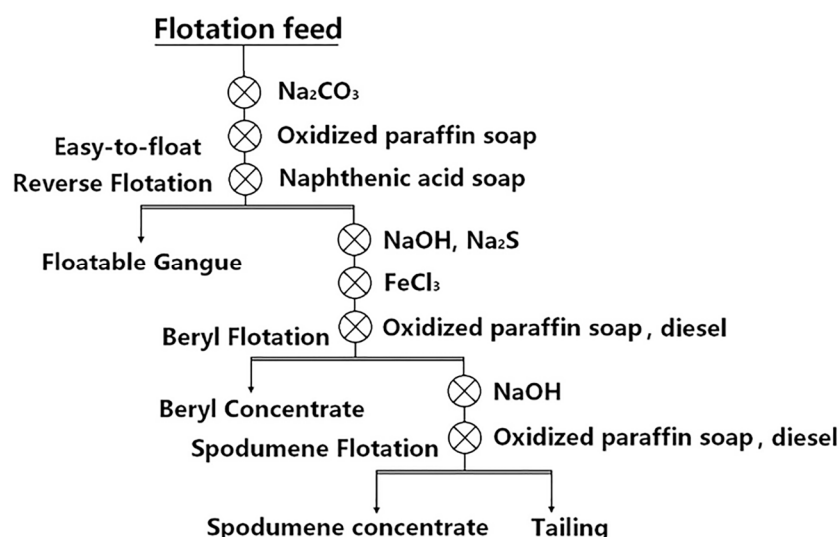 Flotation feed
Na₂CO₃
Oxidized paraffin soap
Easy-to-float
Reverse Flotation
Naphthenic acid soap
Floatable Gangue
NaOH, Na₂S
FeCl₃
Oxidized paraffin soap, diesel
Beryl Flotation
Beryl Concentrate
NaOH
Oxidized paraffin soap, diesel
Spodumene Flotation
Spodumene concentrate
Tailing